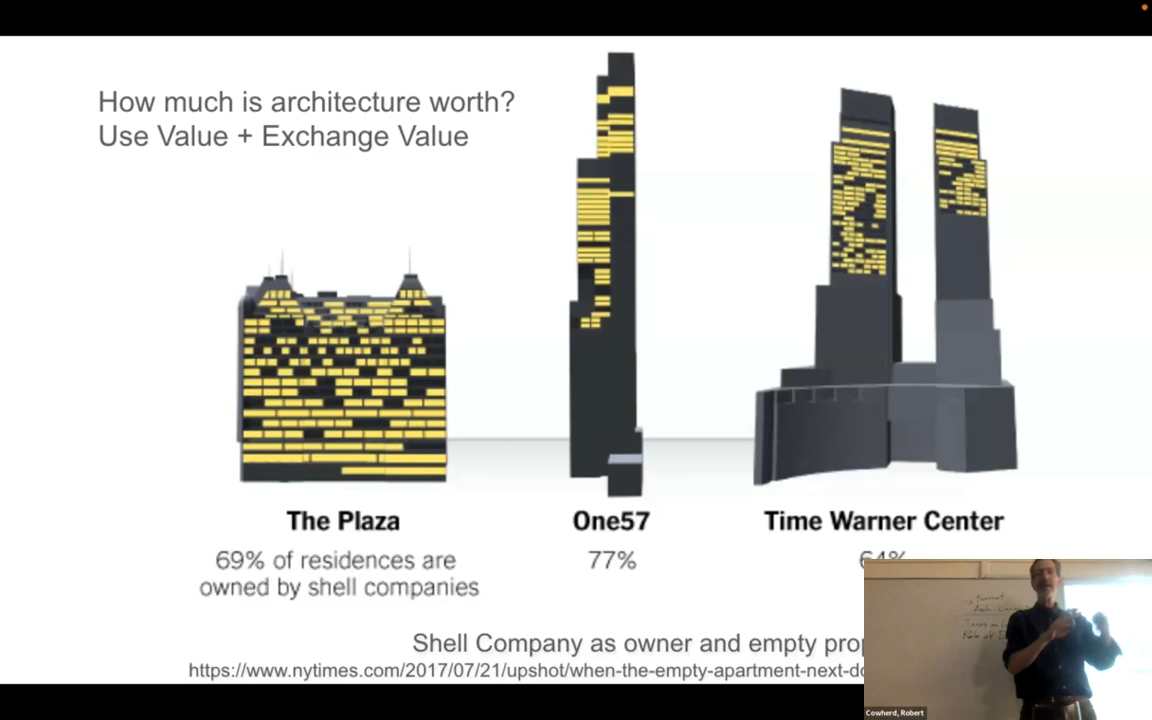 How much is architecture worth?
Use Value + Exchange Value
The Plaza
69% of residences are
owned by shell companies
One57
77%
Time Warner Center
64%
Shell Company as owner and empty
https://www.nytimes.com/2017/07/21/upshot/when-the-empty-apartment-next-
Format
Cowherd, Robert